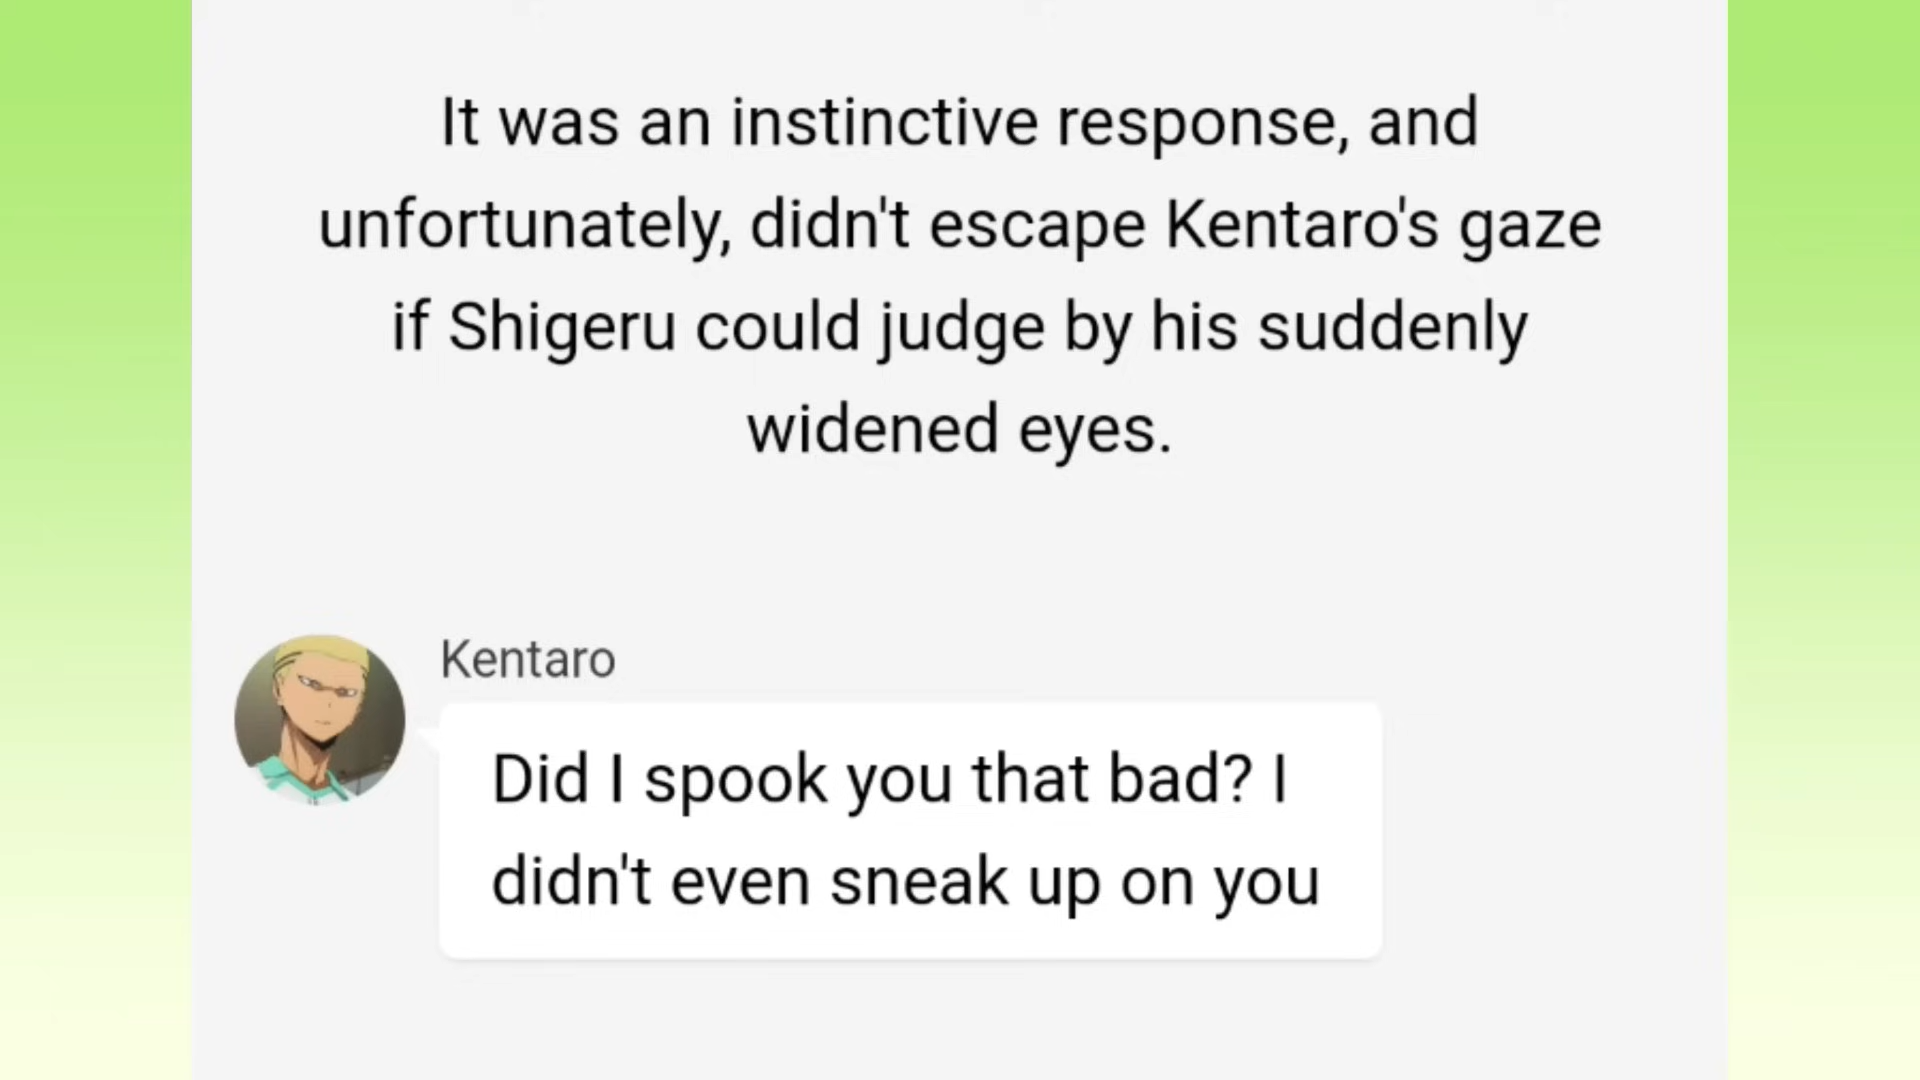 It was an instinctive response, and
unfortunately, didn't escape Kentaro's gaze
if Shigeru could judge by his suddenly
widened eyes.
Kentaro
Did I spook you that bad? I
didn't even sneak up on you